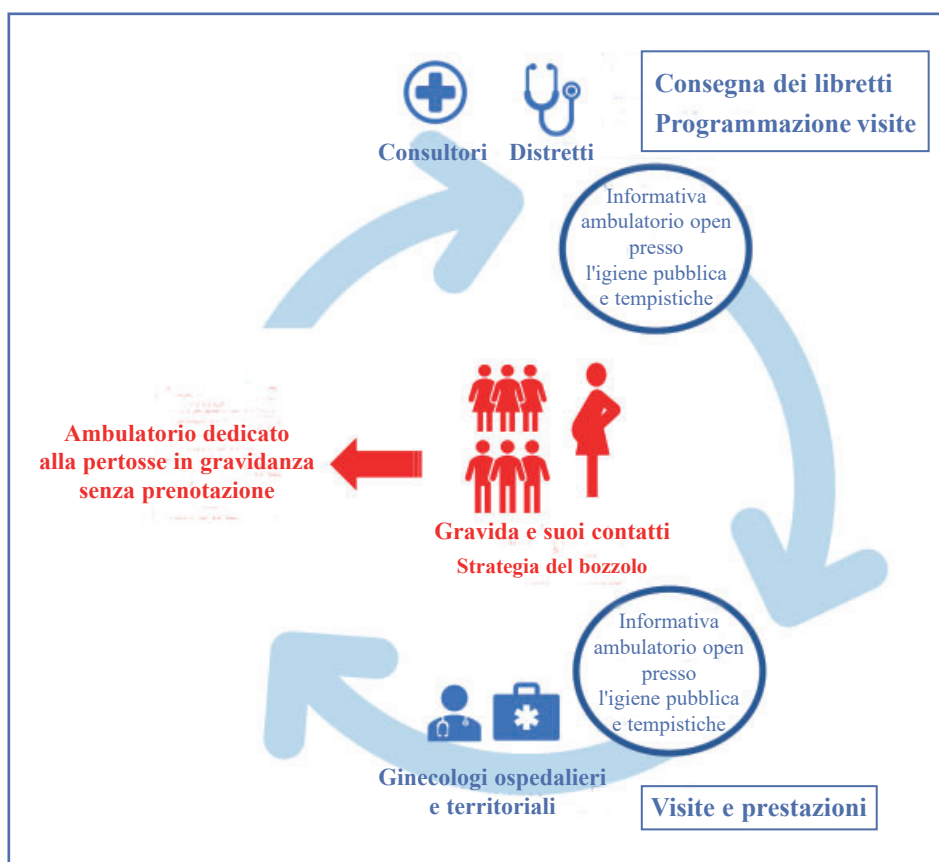 Consegna dei libretti
Programmazione visite
Consultori
Distretti
Informativa
ambulatorio open
presso
l'igiene pubblica
e tempistiche
Ambulatorio dedicato
alla pertosse in gravidanza
senza prenotazione
Gravida e suoi contatti
Strategia del bozzolo
Informativa
ambulatorio open
presso
l'igiene pubblica
e tempistiche
Ginecologi ospedalieri
e territoriali
Visite e prestazioni